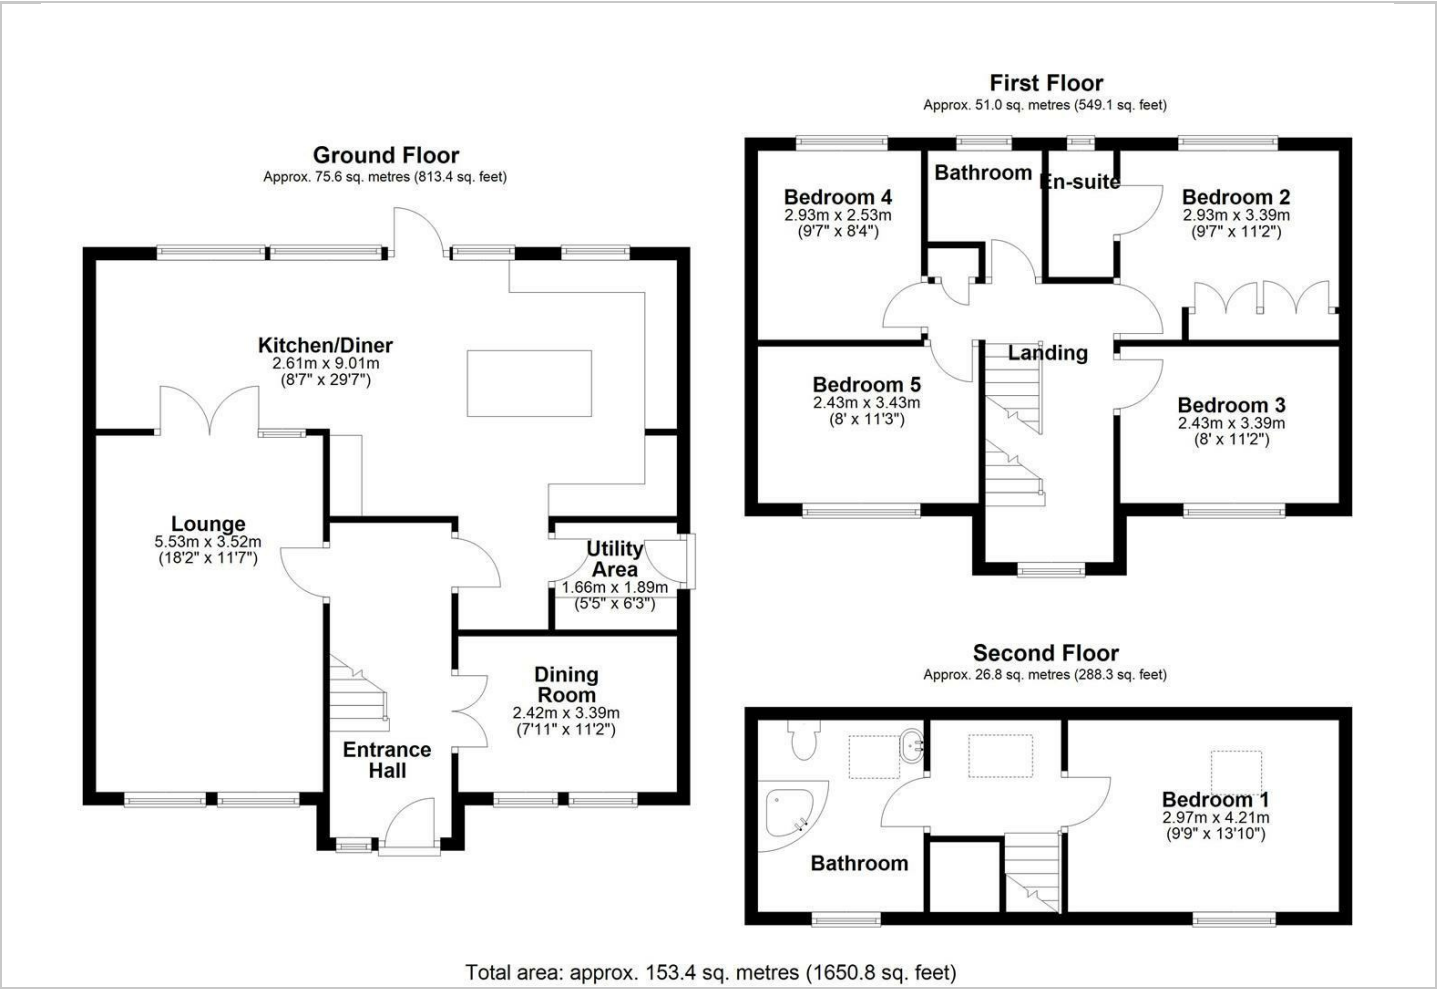 Ground Floor
Approx. 75.6 sq. metres (813.4 sq. feet)
Kitchen/Diner
2.61m x 9.01m
(8'7" x 29'7")
Lounge
5.53m x 3.52m
(18'2" x 11'7")
Utility
Area
1.66m x 1.89m
(5'5" x 6'3")
Dining
Room
2.42m x 3.39m
(7'11" x 11'2")
Entrance
Hall
First Floor
Approx. 51.0 sq. metres (549.1 sq. feet)
Bedroom 4
2.93m x 2.53m
(9'7" x 8'4")
Bathroom
En-suite
Bedroom 2
2.93m x 3.39m
(9'7" x 11'2")
Landing
Bedroom 5
2.43m x 3.43m
(8' x 11'3")
Bedroom 3
2.43m x 3.39m
(8' x 11'2")
Second Floor
Approx. 26.8 sq. metres (288.3 sq. feet)
Bedroom 1
2.97m x 4.21m
(9'9" x 13'10")
Bathroom
Total area: approx. 153.4 sq. metres (1650.8 sq. feet)